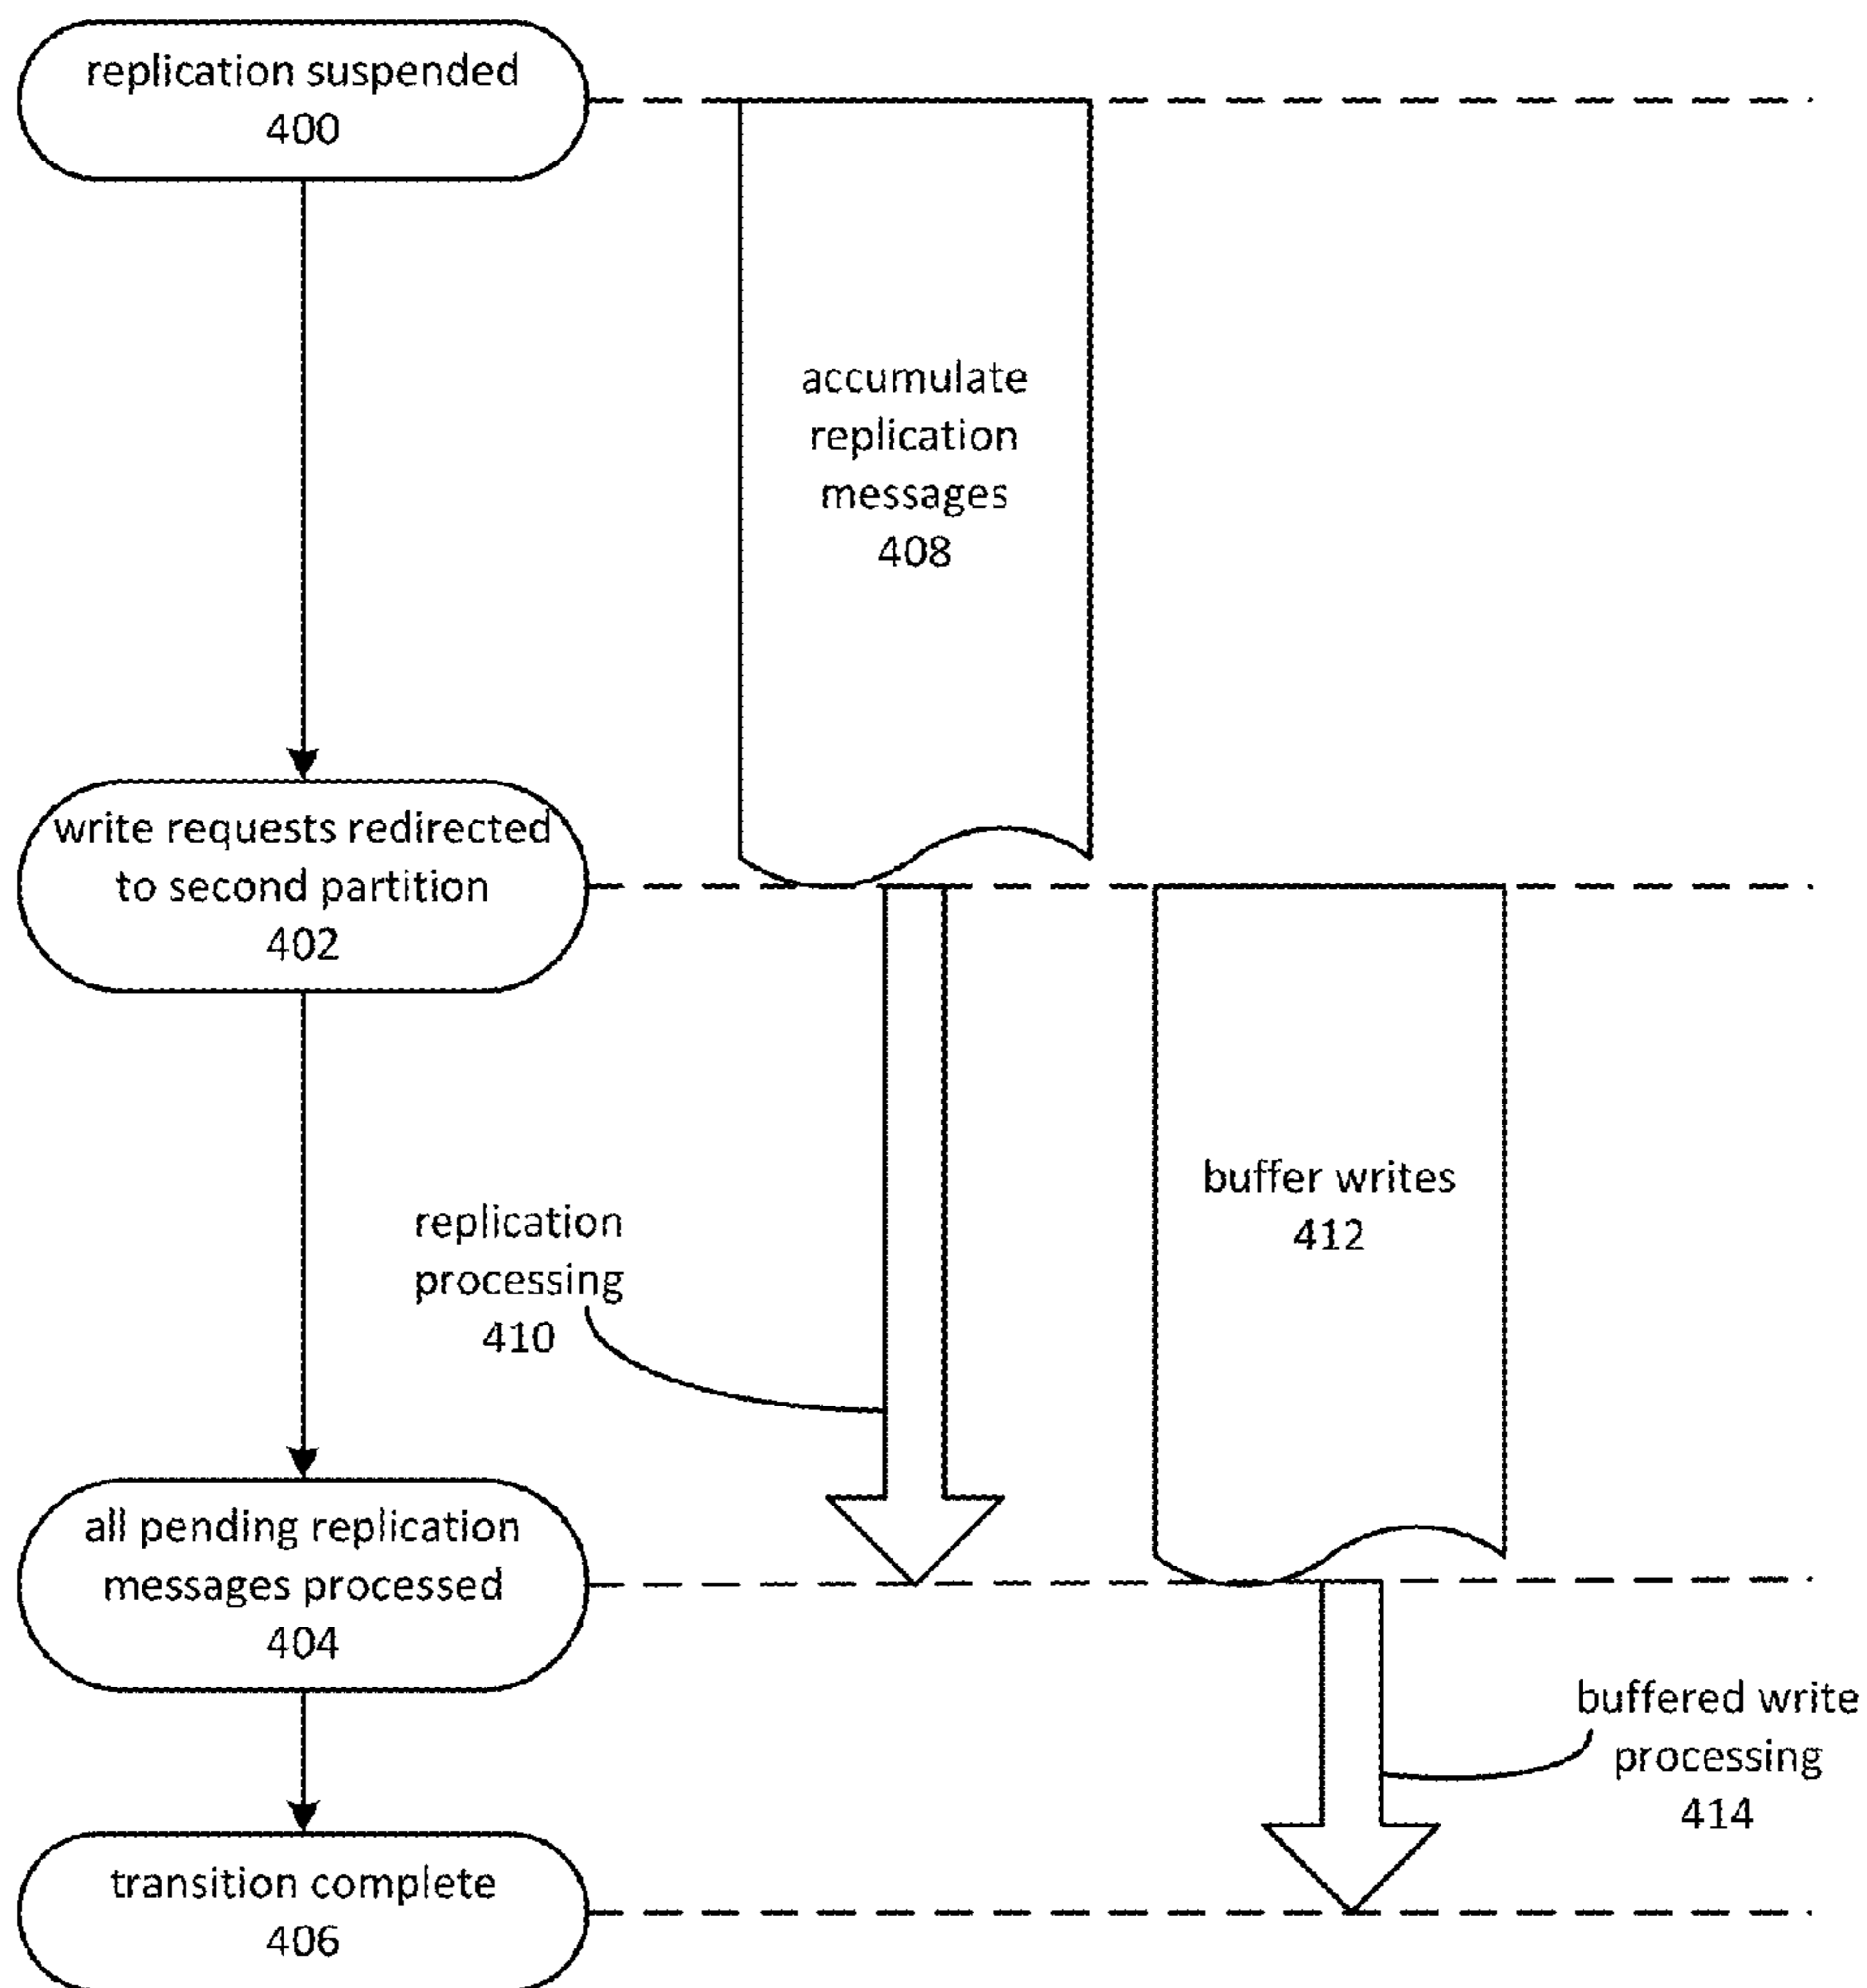 replication suspended
400
accumulate
replication
messages
408
write requests redirected
to second partition
402
buffer writes
412
replication
processing
410
all pending replication
messages processed
404
buffered write
processing
414
transition complete
406